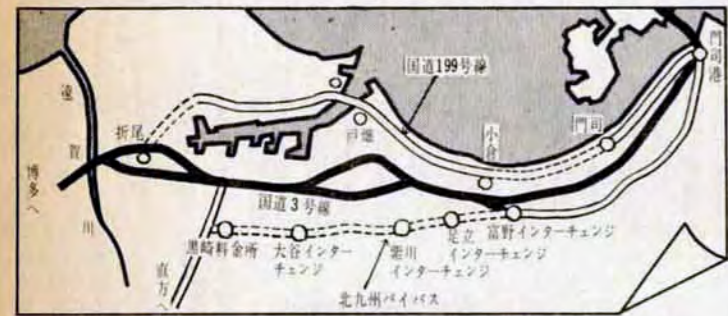 国道199号線
門司港
遠賀川
折尾
戸畑
小倉
門司
博多へ
国道3号線
黒崎料金所
大谷インター
チェンジ
紫川
インターチェンジ
足立
インターチェンジ
富野インターチェンジ
直方へ
北九州バイパス